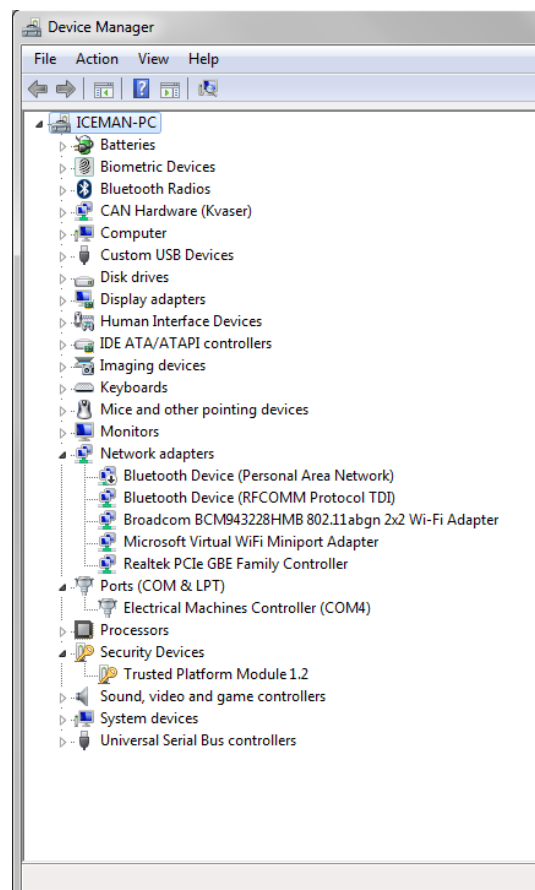 Device Manager
File Action View Help
ICEMAN-PC
Batteries
Biometric Devices
Bluetooth Radios
CAN Hardware (Kvaser)
Computer
Custom USB Devices
Disk drives
Display adapters
Human Interface Devices
IDE ATA/ATAPI controllers
Imaging devices
Keyboards
Mice and other pointing devices
Monitors
Network adapters
Bluetooth Device (Personal Area Network)
Bluetooth Device (RFCOMM Protocol TDI)
Broadcom BCM943228HMB 802.11abgn 2x2 Wi-Fi Adapter
Microsoft Virtual WiFi Miniport Adapter
Realtek PCIe GBE Family Controller
Ports (COM & LPT)
Electrical Machines Controller (COM4)
Processors
Security Devices
Trusted Platform Module 1.2
Sound, video and game controllers
System devices
Universal Serial Bus controllers